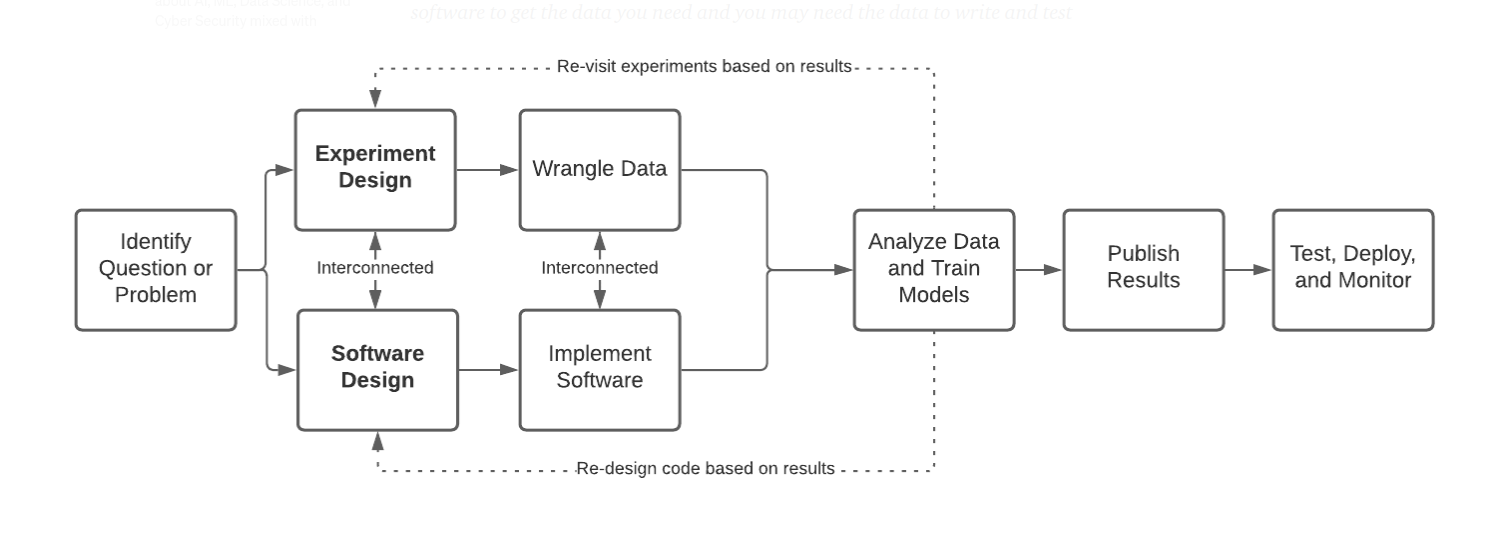 about AI, ML, Data Science, and
Cyber Security mixed with
software to get the data you need and you may need the data to write and test
Re-visit experiments based on results
Experiment
Design
Wrangle Data
Identify
Question or
Problem
Interconnected
Interconnected
Analyze Data
and Train
Models
Publish
Results
Test, Deploy,
and Monitor
Software
Design
Implement
Software
Re-design code based on results